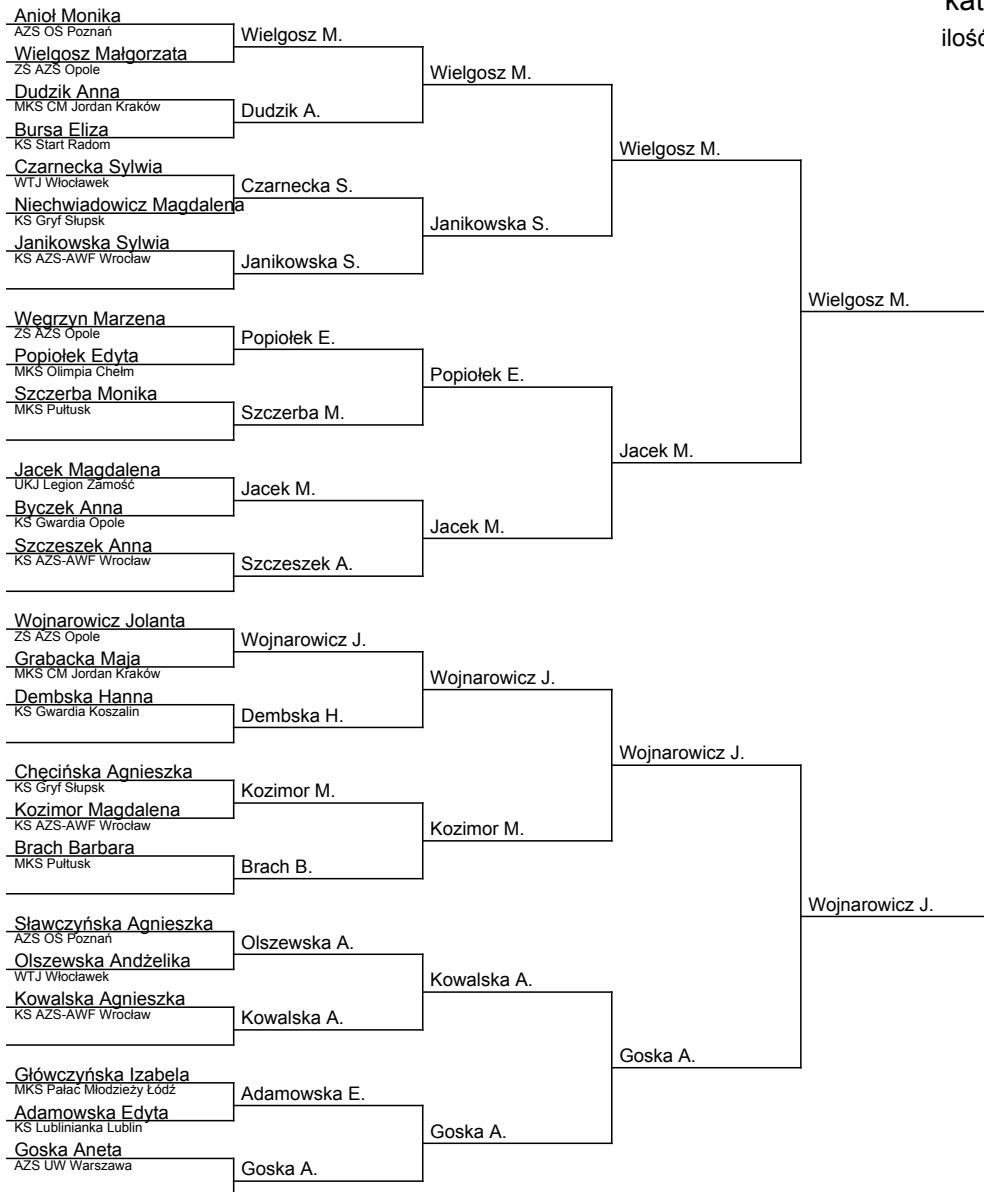 Anioł Monika
AZS OŚ Poznań
Wielgosz Małgorzata
ZŚ AZS Opole
Dudzik Anna
MKS CM Jordan Kraków
Bursa Eliza
KS Start Radom
Czarnecka Sylwia
WTJ Włocławek
Niechwiadowicz Magdalena
KS Gryf Słupsk
Janikowska Sylwia
KS AZS-AWF Wrocław
Węgrzyn Marzena
ZŚ AZS Opole
Popiołek Edyta
MKS Olimpia Chełm
Szczerba Monika
MKS Pułtusk
Jacek Magdalena
UKJ Legion Zamość
Byczek Anna
KS Gwardia Opole
Szczeszek Anna
KS AZS-AWF Wrocław
Wojnarowicz Jolanta
ZŚ AZS Opole
Grabacka Maja
MKS CM Jordan Kraków
Dembska Hanna
KS Gwardia Koszalin
Chęcińska Agnieszka
KS Gryf Słupsk
Kozimor Magdalena
KS AZS-AWF Wrocław
Brach Barbara
MKS Pułtusk
Sławczyńska Agnieszka
AZS OŚ Poznań
Olszewska Andżelika
WTJ Włocławek
Kowalska Agnieszka
KS AZS-AWF Wrocław
Główczyńska Izabela
MKS Pałac Młodzieży Łódź
Adamowska Edyta
KS Lublinianka Lublin
Goska Aneta
AZS UW Warszawa
Wielgosz M.
Dudzik A.
Czarnecka S.
Janikowska S.
Popiołek E.
Szczerba M.
Jacek M.
Szczeszek A.
Wojnarowicz J.
Dembska H.
Kozimor M.
Brach B.
Olszewska A.
Kowalska A.
Adamowska E.
Goska A.
Wielgosz M.
Janikowska S.
Popiołek E.
Jacek M.
Wojnarowicz J.
Kozimor M.
Kowalska A.
Goska A.
Wielgosz M.
Jacek M.
Wojnarowicz J.
Goska A.
Wielgosz M.
Wojnarowicz J.
kat
ilość